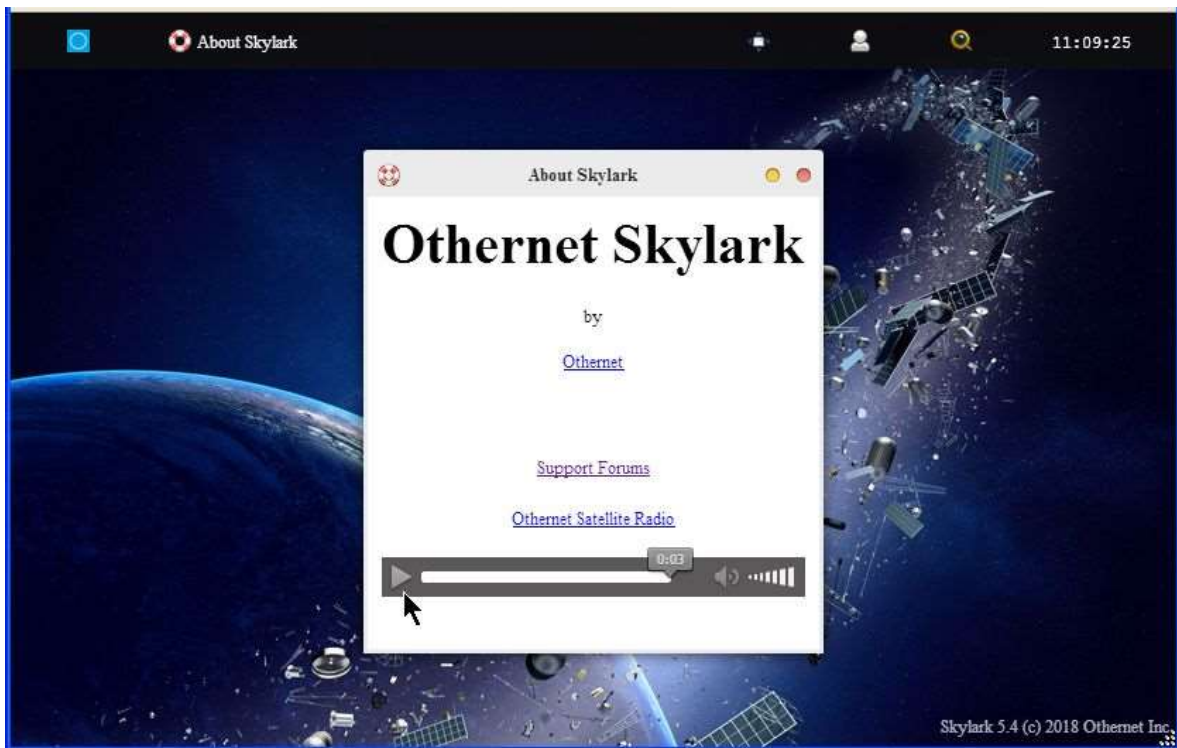 About Skylark
11:09:25
About Skylark
Othernet Skylark
by
Othernet
Support Forums
Othernet Satellite Radio
0:03
Skylark 5.4 (c) 2018 Othernet Inc.